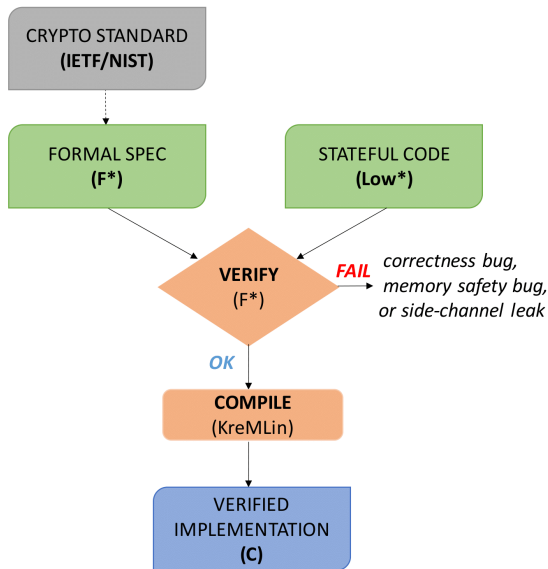 CRYPTO STANDARD
(IETF/NIST)
FORMAL SPEC
(F*)
STATEFUL CODE
(Low*)
VERIFY
(F*)
FAIL
correctness bug,
memory safety bug,
or side-channel leak
OK
COMPILE
(KreMLin)
VERIFIED
IMPLEMENTATION
(C)